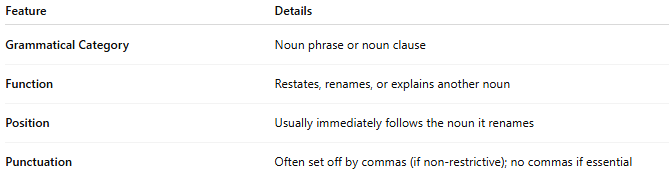 Feature Details
Grammatical Category Noun phrase or noun clause
Function Restates, renames, or explains another noun
Position Usually immediately follows the noun it renames
Punctuation Often set off by commas (if non-restrictive); no commas if essential